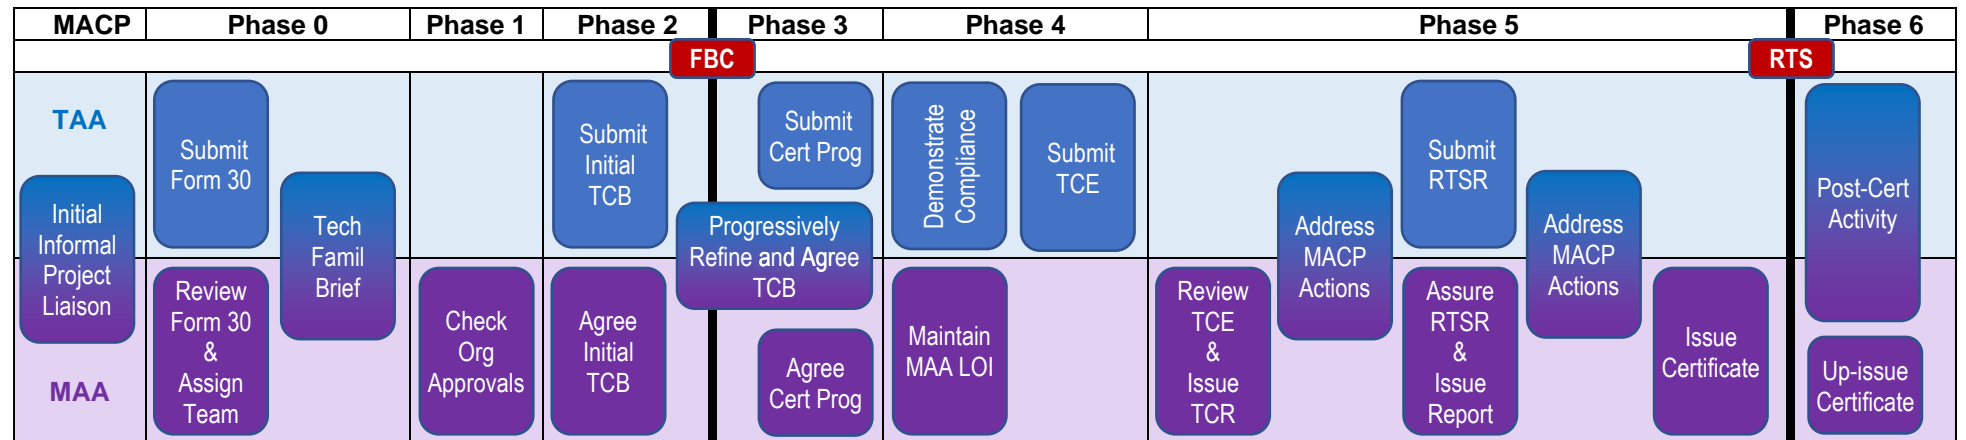 MACP
Phase 0
Phase 1
Phase 2
Phase 3
Phase 4
Phase 5
Phase 6
FBC
RTS
TAA
MAA
Initial
Informal
Project
Liaison
Submit
Form 30
Review
Form 30
&
Assign
Team
Tech
Famil
Brief
Check
Org
Approvals
Submit
Initial
TCB
Agree
Initial
TCB
Progressively
Refine and Agree
TCB
Submit
Cert Prog
Agree
Cert Prog
Demonstrate
Compliance
Maintain
MAA LOI
Submit
TCE
Review
TCE
&
Issue
TCR
Address
MACP
Actions
Submit
RTSR
Assure
RTSR
&
Issue
Report
Address
MACP
Actions
Issue
Certificate
Post-Cert
Activity
Up-issue
Certificate